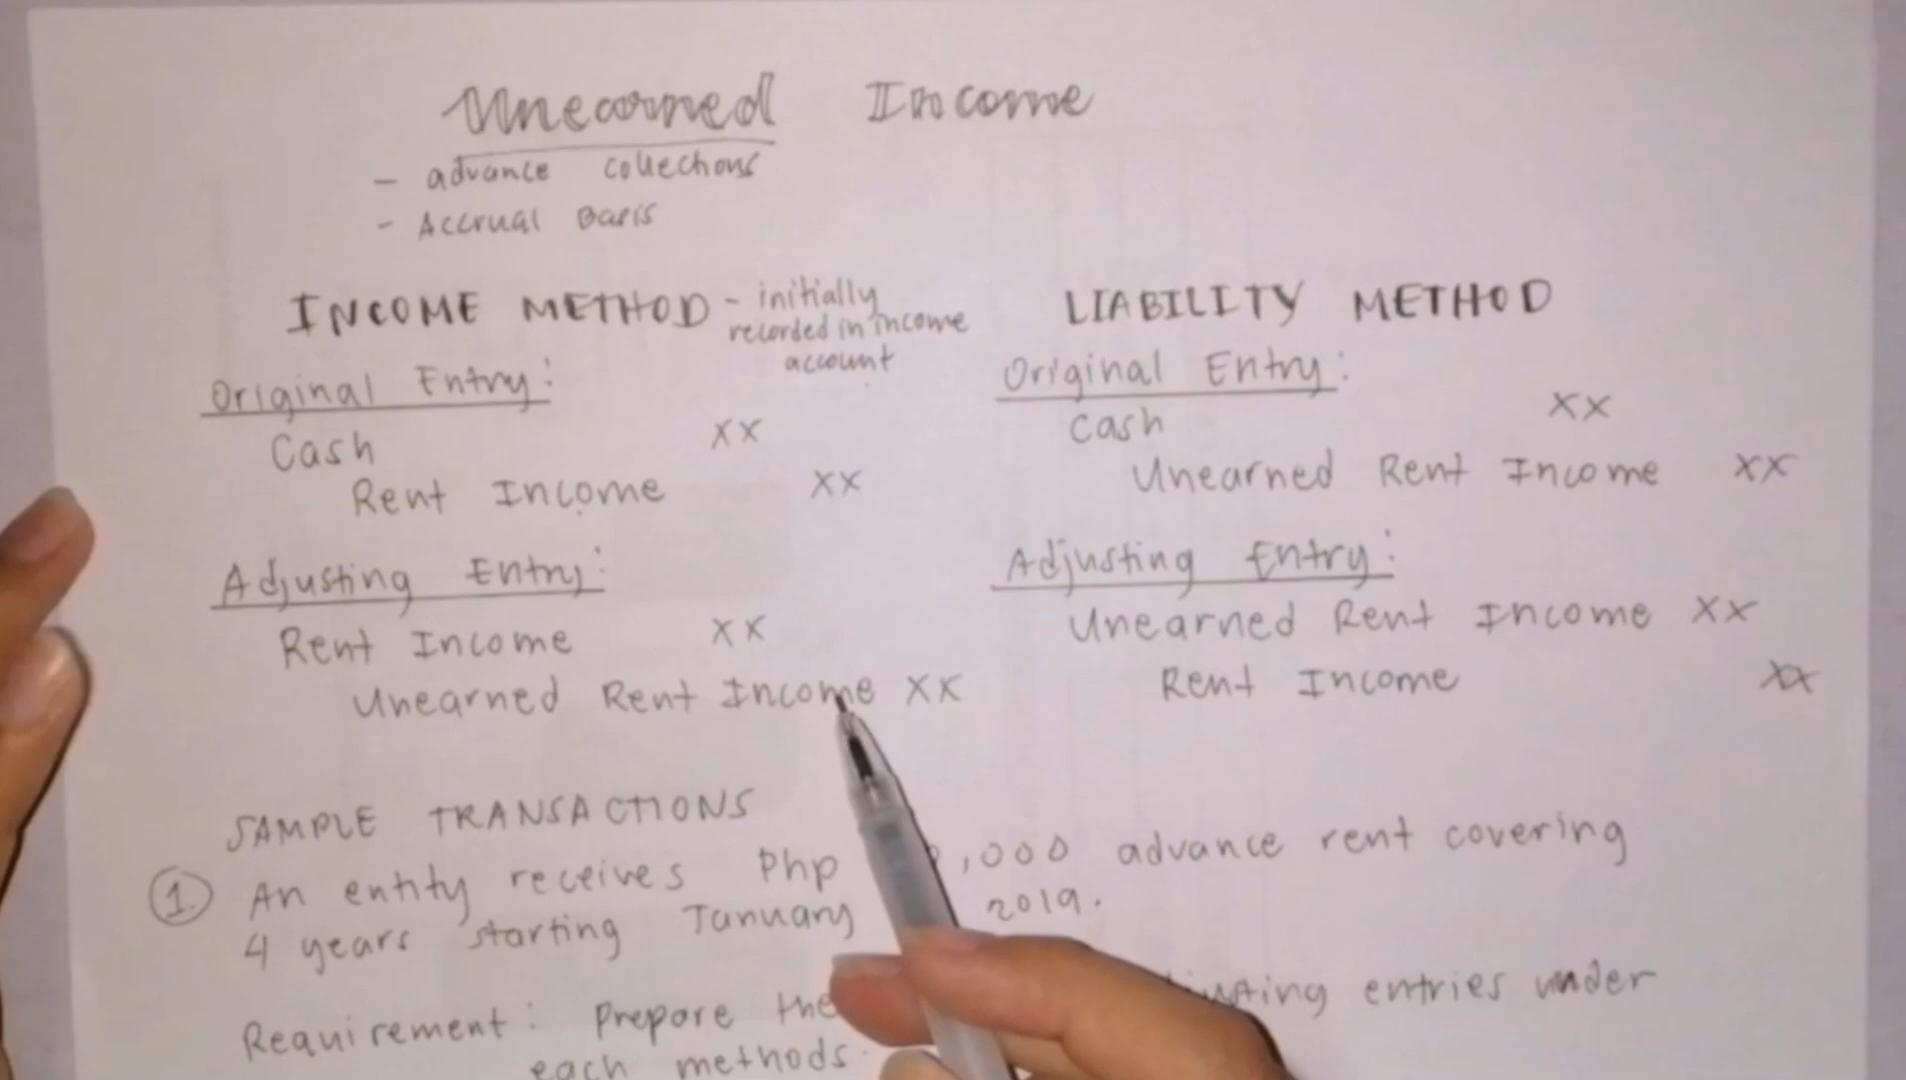 Unearned Income
- advance collections
- Accrual Basis
INCOME METHOD - initially recorded in income account
Original Entry:
Cash XX
Rent Income XX
Adjusting Entry:
Rent Income XX
Unearned Rent Income XX
LIABILITY METHOD
Original Entry:
Cash XX
Unearned Rent Income XX
Adjusting Entry:
Unearned Rent Income XX
Rent Income XX
SAMPLE TRANSACTIONS
1. An entity receives Php ,000 advance rent covering
4 years starting January 2019.
Requirement: Prepare the entries under
each methods.